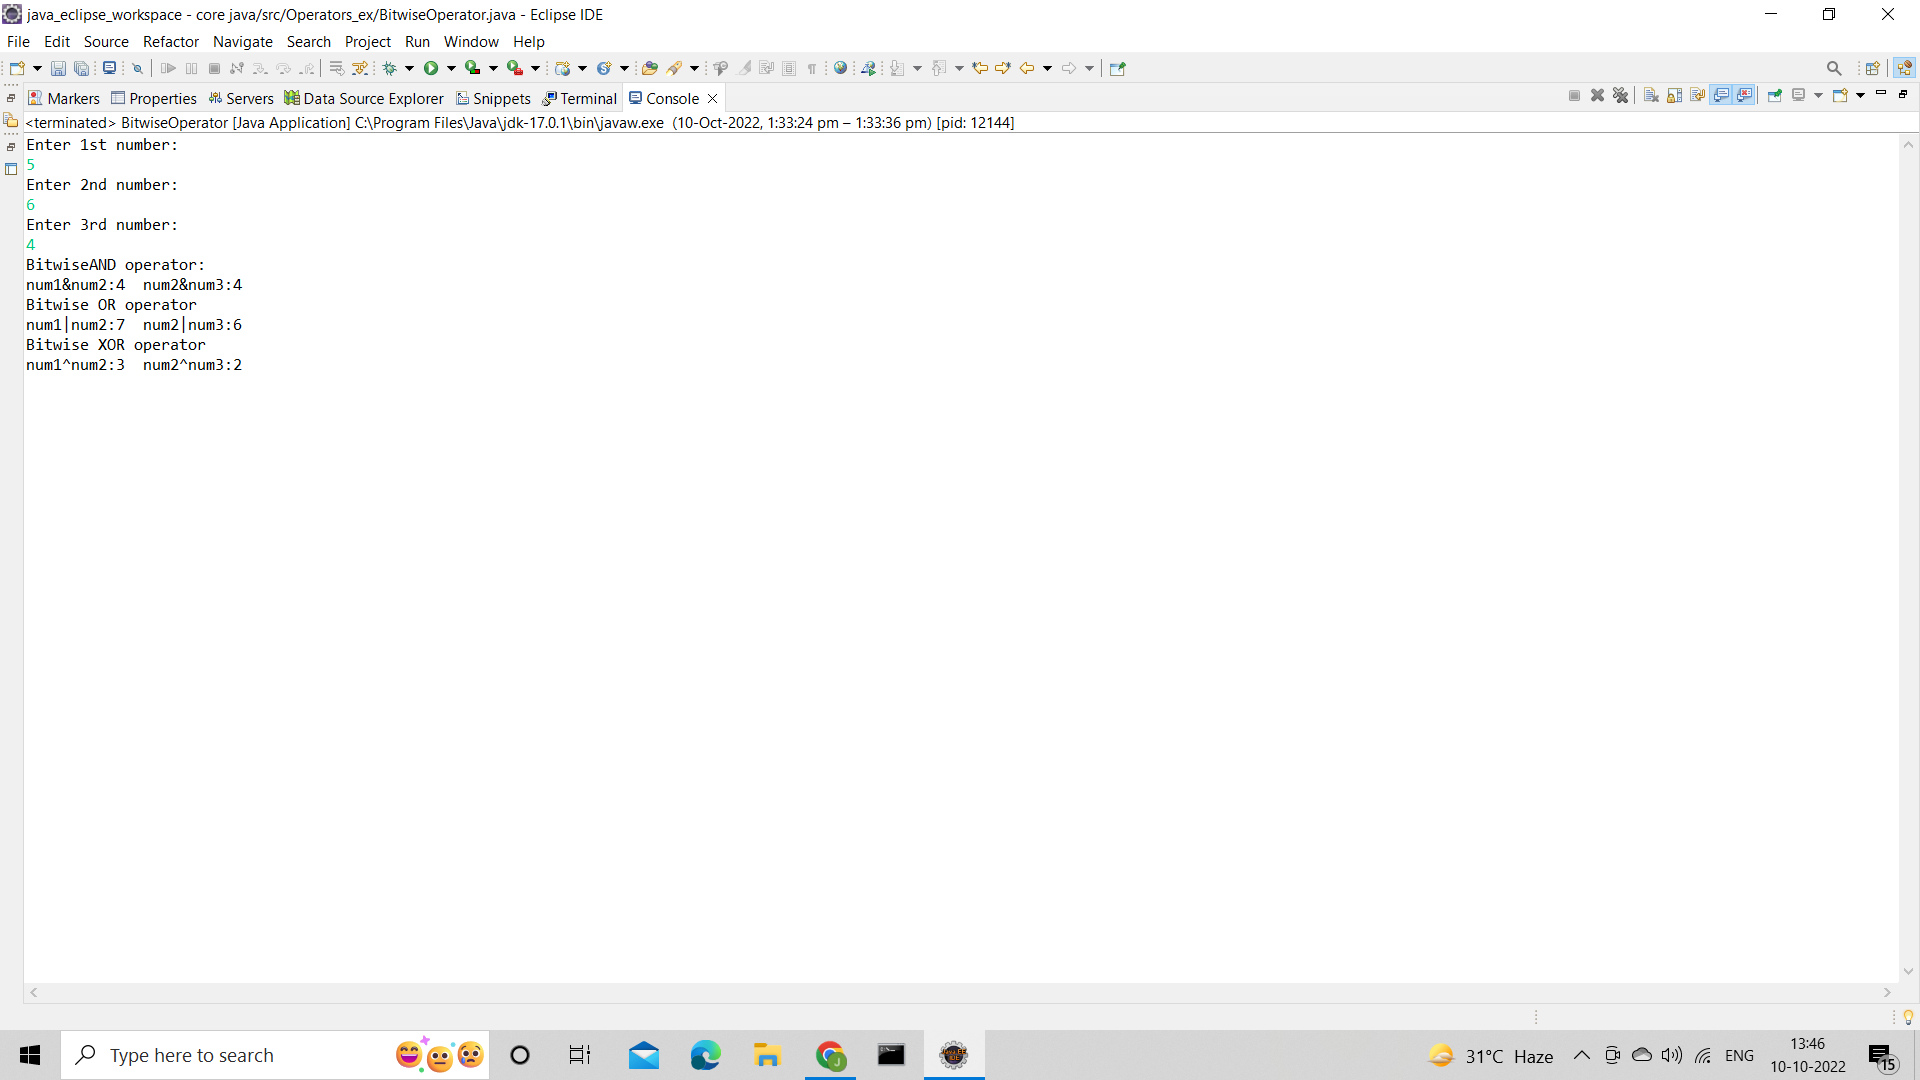 java_eclipse_workspace - core java/src/Operators_ex/BitwiseOperator.java - Eclipse IDE
File Edit Source Refactor Navigate Search Project Run Window Help
Markers Properties Servers Data Source Explorer Snippets Terminal Console
<terminated> BitwiseOperator [Java Application] C:\Program Files\Java\jdk-17.0.1\bin\javaw.exe (10-Oct-2022, 1:33:24 pm – 1:33:36 pm) [pid: 12144]
Enter 1st number:
5
Enter 2nd number:
6
Enter 3rd number:
4
BitwiseAND operator:
num1&num2:4  num2&num3:4
Bitwise OR operator
num1|num2:7  num2|num3:6
Bitwise XOR operator
num1^num2:3  num2^num3:2
Type here to search
31°C Haze
ENG
13:46
10-10-2022
15